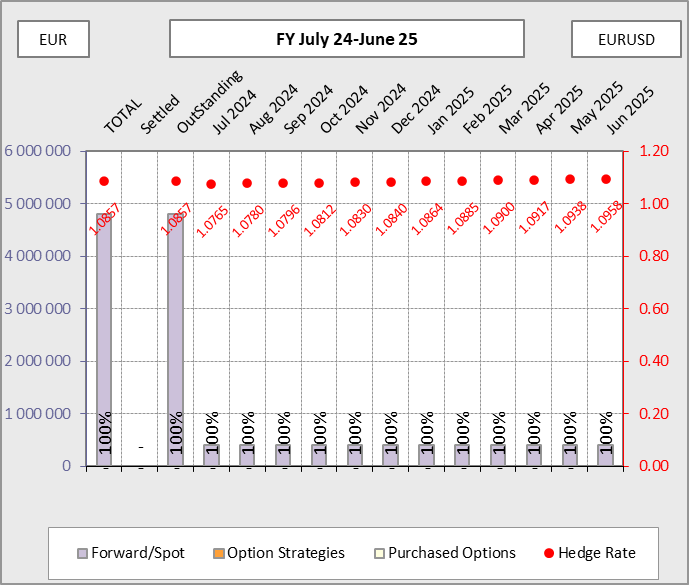 EUR
FY July 24-June 25
EURUSD
TOTAL
Settled
OutStanding
Jul 2024
Aug 2024
Sep 2024
Oct 2024
Nov 2024
Dec 2024
Jan 2025
Feb 2025
Mar 2025
Apr 2025
May 2025
Jun 2025
6 000 000
5 000 000
4 000 000
3 000 000
2 000 000
1 000 000
0
1.20
1.00
0.80
0.60
0.40
0.20
0.00
1.0857
1.0857
1.0765
1.0780
1.0796
1.0812
1.0830
1.0840
1.0864
1.0885
1.0900
1.0917
1.0938
1.0958
100%
-
100%
100%
100%
100%
100%
100%
100%
100%
100%
100%
100%
100%
100%
Forward/Spot
Option Strategies
Purchased Options
Hedge Rate